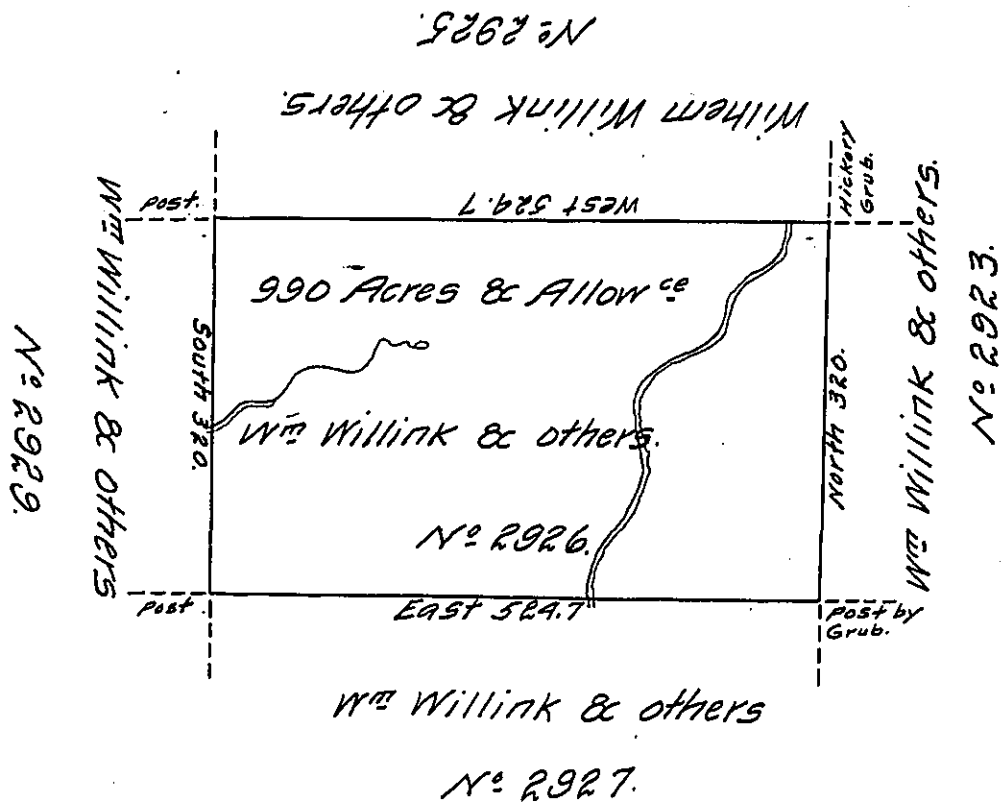 Nº 2925.
Wilhem Willink & others.
West 524.7
Post.
Hickory
Grub.
Wm Willink & others
Nº 2929.
South 320.
990 Acres & Allowce
Wm Willink & others.
Nº 2926.
North 320.
Wm Willink & others.
Nº 2923.
Post.
East 524.7
Post by
Grub.
Wm Willink & others
Nº 2927.